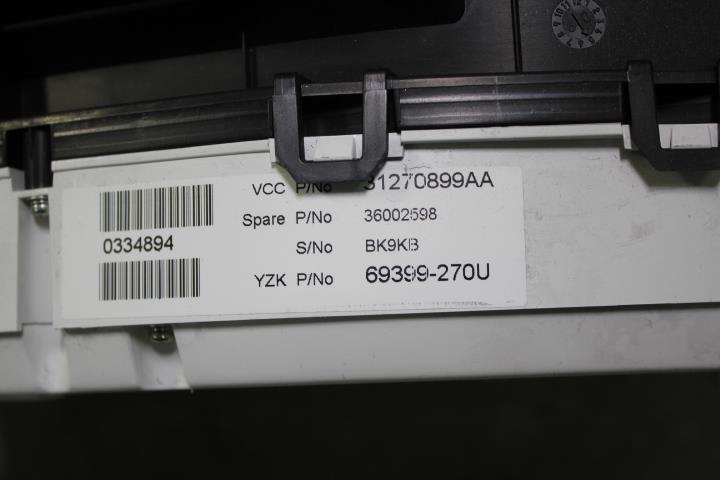 VCC P/No 31270899AA
Spare P/No 36002598
0334894
S/No BK9KB
YZK P/No 69399-270U